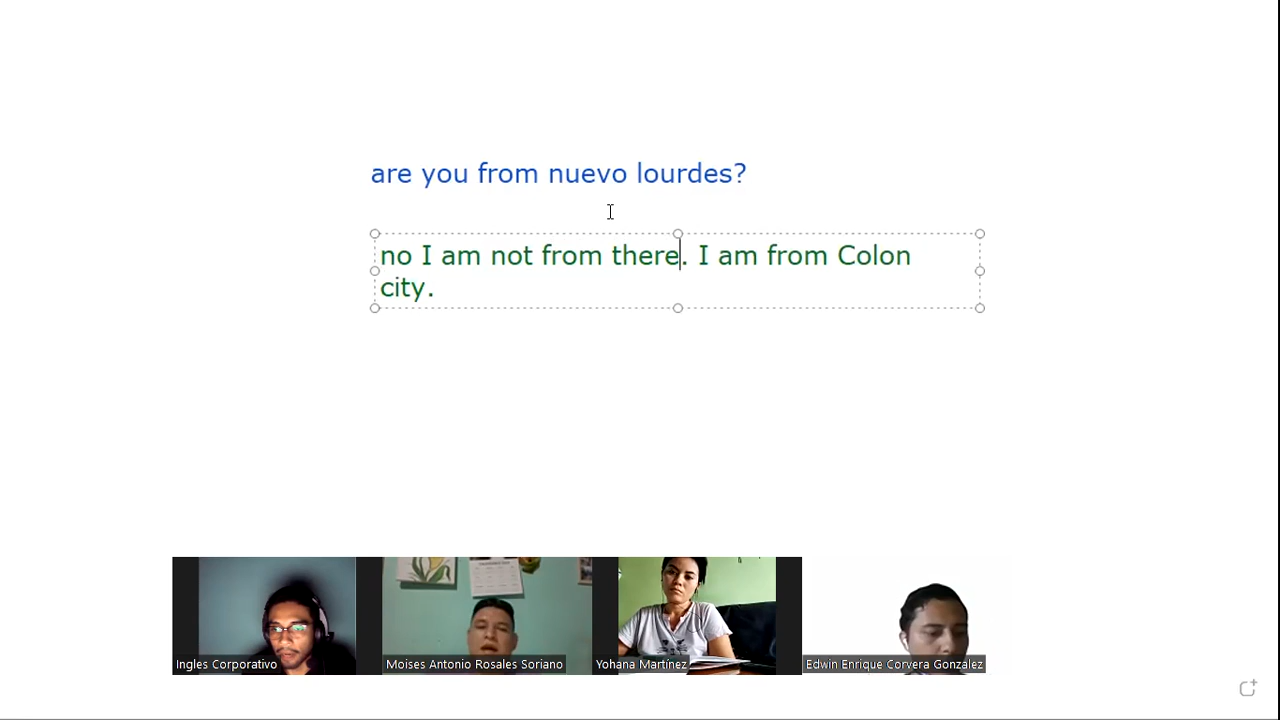 are you from nuevo lourdes?
no I am not from there. I am from Colon
city.
Ingles Corporativo
Moises Antonio Rosales Soriano
Yohana Martinez
Edwin Enrique Corvera Gonzalez